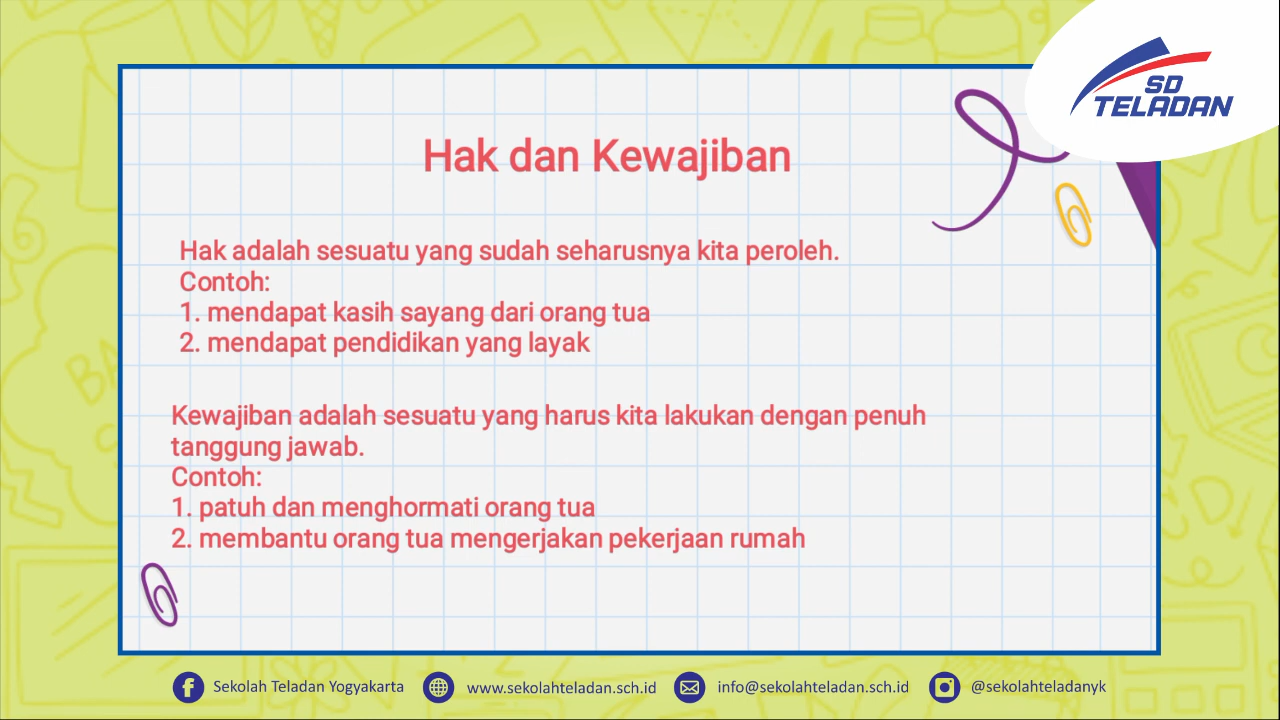 SD
TELADAN
Hak dan Kewajiban
Hak adalah sesuatu yang sudah seharusnya kita peroleh.
Contoh:
1. mendapat kasih sayang dari orang tua
2. mendapat pendidikan yang layak
Kewajiban adalah sesuatu yang harus kita lakukan dengan penuh
tanggung jawab.
Contoh:
1. patuh dan menghormati orang tua
2. membantu orang tua mengerjakan pekerjaan rumah
Sekolah Teladan Yogyakarta www.sekolahteladan.sch.id info@sekolahteladan.sch.id @sekolahteladanyk